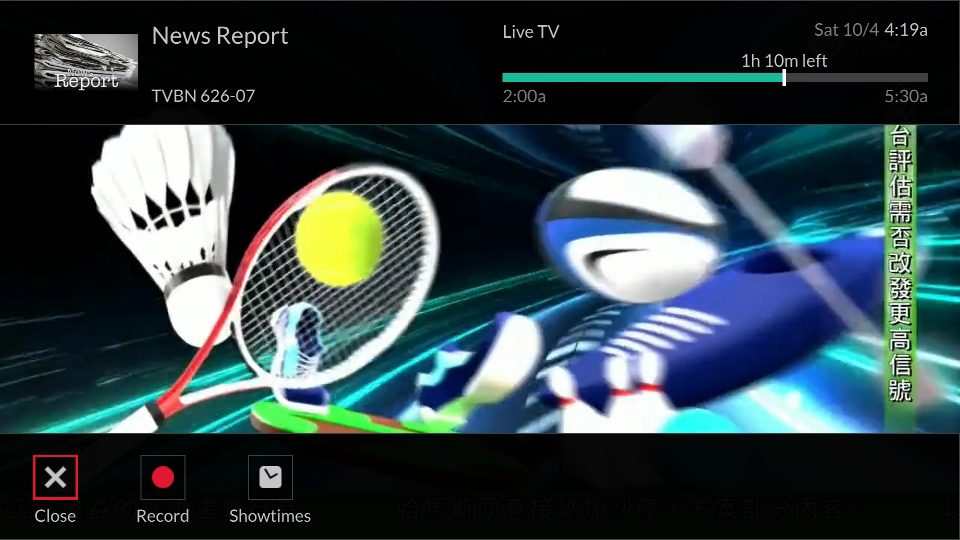 News Report
Report
TVBN 626-07
Live TV
Sat 10/4 4:19a
1h 10m left
2:00a
5:30a
台評估需否改發更高信號
Close
Record
Showtimes
哈馬斯同意接納加沙停火方案部分內容